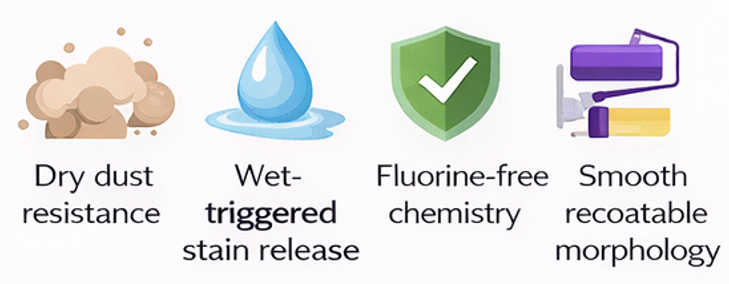 Dry dust
resistance
Wet-
triggered
stain release
Fluorine-free
chemistry
Smooth
recoatable
morphology